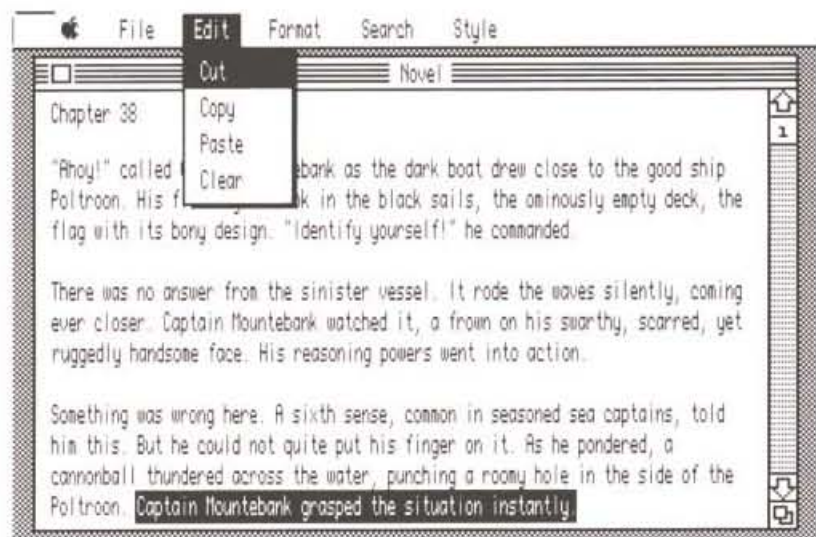 File Edit Format Search Style
Cut
Copy
Paste
Clear
Novel
1
Chapter 38
"Ahoy!" called ebank as the dark boat drew close to the good ship
Poltroon. His f k in the black sails, the ominously empty deck, the
flag with its bony design. "Identify yourself!" he commanded.
There was no answer from the sinister vessel. It rode the waves silently, coming
ever closer. Captain Mountebank watched it, a frown on his swarthy, scarred, yet
ruggedly handsome face. His reasoning powers went into action.
Something was wrong here. A sixth sense, common in seasoned sea captains, told
him this. But he could not quite put his finger on it. As he pondered, a
cannonball thundered across the water, punching a roomy hole in the side of the
Poltroon. Captain Mountebank grasped the situation instantly.